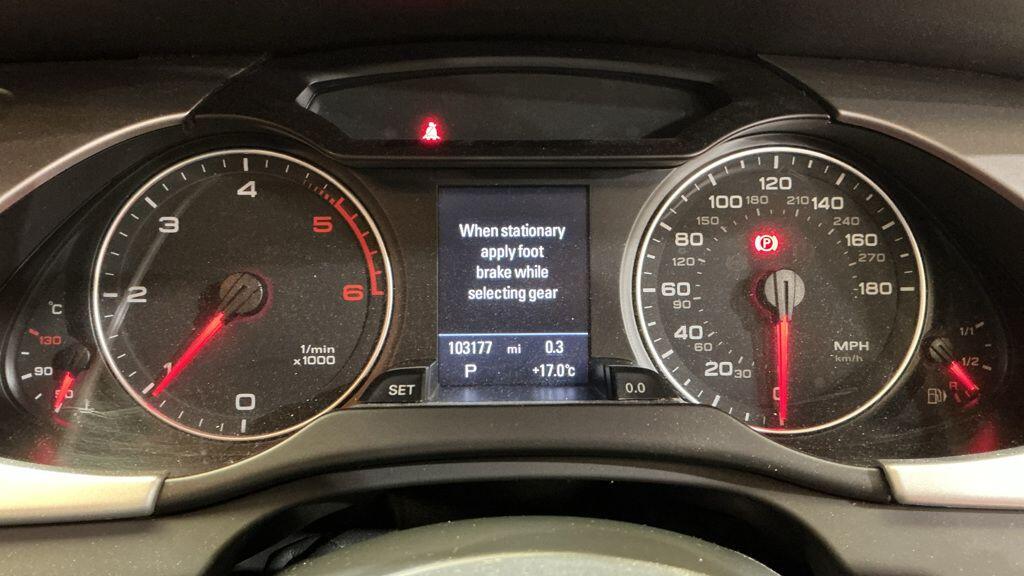 4
3
5
2
6
1
0
1/min
x1000
°C
130
90
50
When stationary
apply foot
brake while
selecting gear
103177 mi 0.3
P +17.0°C
SET
0.0
120
100 180 210 140
150 240
80 160
120 270
60 180
90
40
60
20 30
0
P
MPH
km/h
1/1
1/2
R